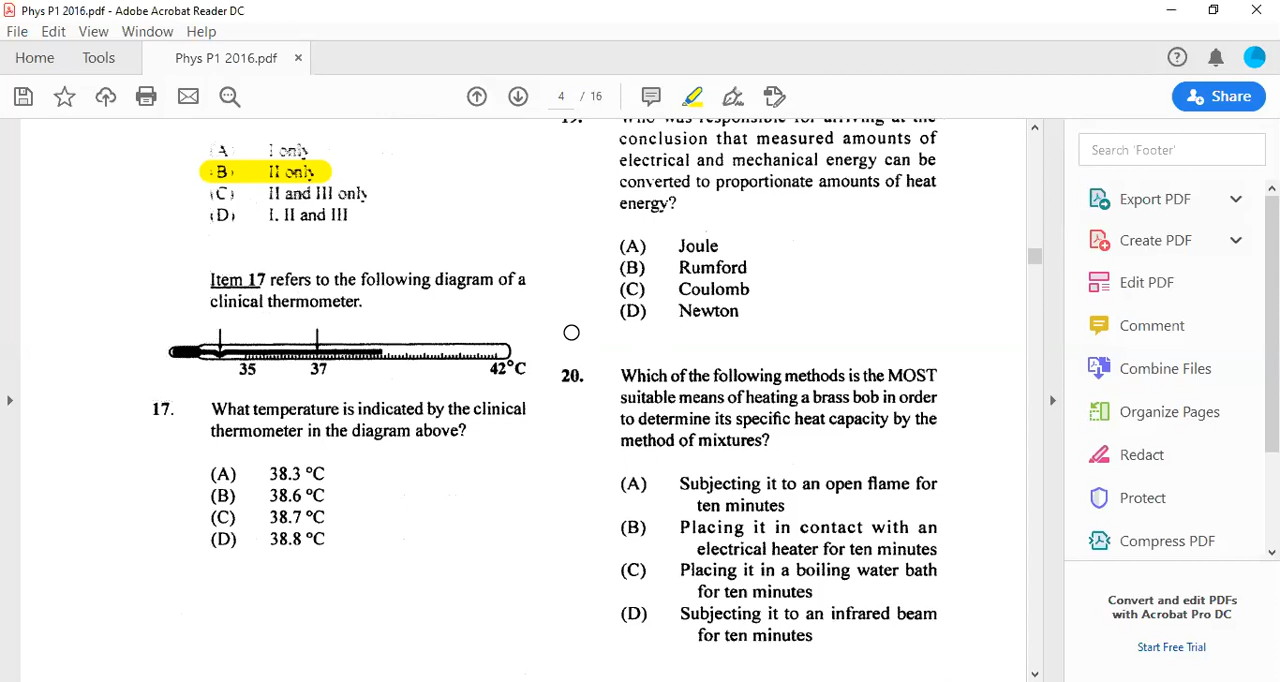 Phys P1 2016.pdf - Adobe Acrobat Reader DC
File Edit View Window Help
Home Tools Phys P1 2016.pdf ×
4 / 16
Share
(A) I only
(B) II only
(C) II and III only
(D) I. II and III
Item 17 refers to the following diagram of a
clinical thermometer.
35 37 42°C
17. What temperature is indicated by the clinical
thermometer in the diagram above?
(A) 38.3 °C
(B) 38.6 °C
(C) 38.7 °C
(D) 38.8 °C
19. Who was responsible for arriving at the
conclusion that measured amounts of
electrical and mechanical energy can be
converted to proportionate amounts of heat
energy?
(A) Joule
(B) Rumford
(C) Coulomb
(D) Newton
20. Which of the following methods is the MOST
suitable means of heating a brass bob in order
to determine its specific heat capacity by the
method of mixtures?
(A) Subjecting it to an open flame for
ten minutes
(B) Placing it in contact with an
electrical heater for ten minutes
(C) Placing it in a boiling water bath
for ten minutes
(D) Subjecting it to an infrared beam
for ten minutes
Search 'Footer'
Export PDF
Create PDF
Edit PDF
Comment
Combine Files
Organize Pages
Redact
Protect
Compress PDF
Convert and edit PDFs
with Acrobat Pro DC
Start Free Trial